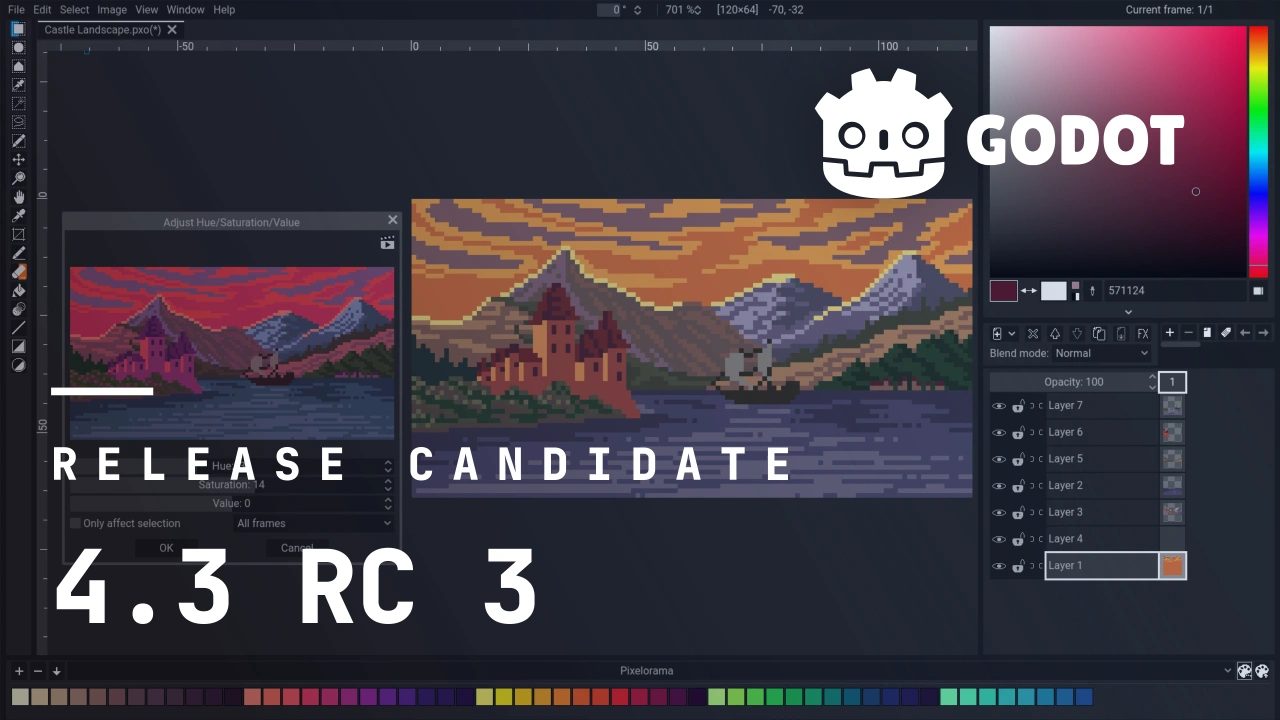 File Edit Select Image View Window Help
0 ° 701 % [120×64] -70, -32
Current frame: 1/1
Castle Landscape.pxo(*)
-50 0 50 100
0
50
GODOT
Adjust Hue/Saturation/Value
571124
Blend mode: Normal
FX
Opacity: 100
1
Layer 7
Layer 6
Layer 5
Layer 2
Layer 3
Layer 4
Layer 1
RELEASE CANDIDATE
Hue:
Saturation: 14
Value: 0
Only affect selection
All frames
OK
Cancel
4.3 RC 3
Pixelorama